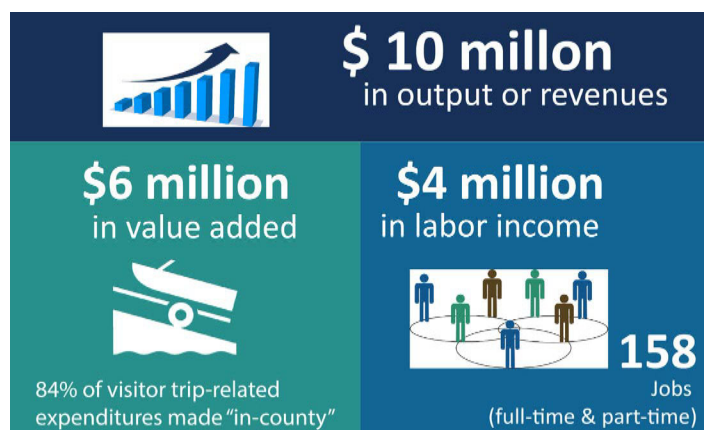 $ 10 millon
in output or revenues
$6 million
in value added
84% of visitor trip-related
expenditures made “in-county”
$4 million
in labor income
158
Jobs
(full-time & part-time)